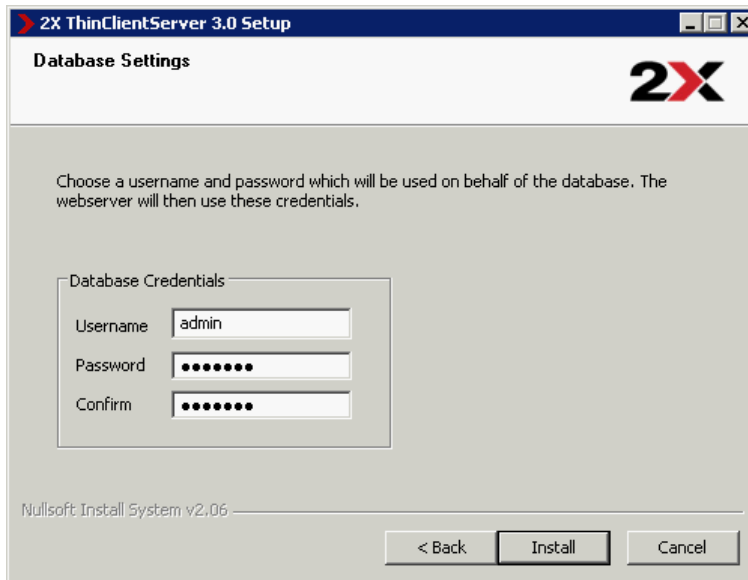 2X ThinClientServer 3.0 Setup
Database Settings
2X
Choose a username and password which will be used on behalf of the database. The
webserver will then use these credentials.
Database Credentials
Username admin
Password •••••••
Confirm •••••••
Nullsoft Install System v2.06
< Back Install Cancel